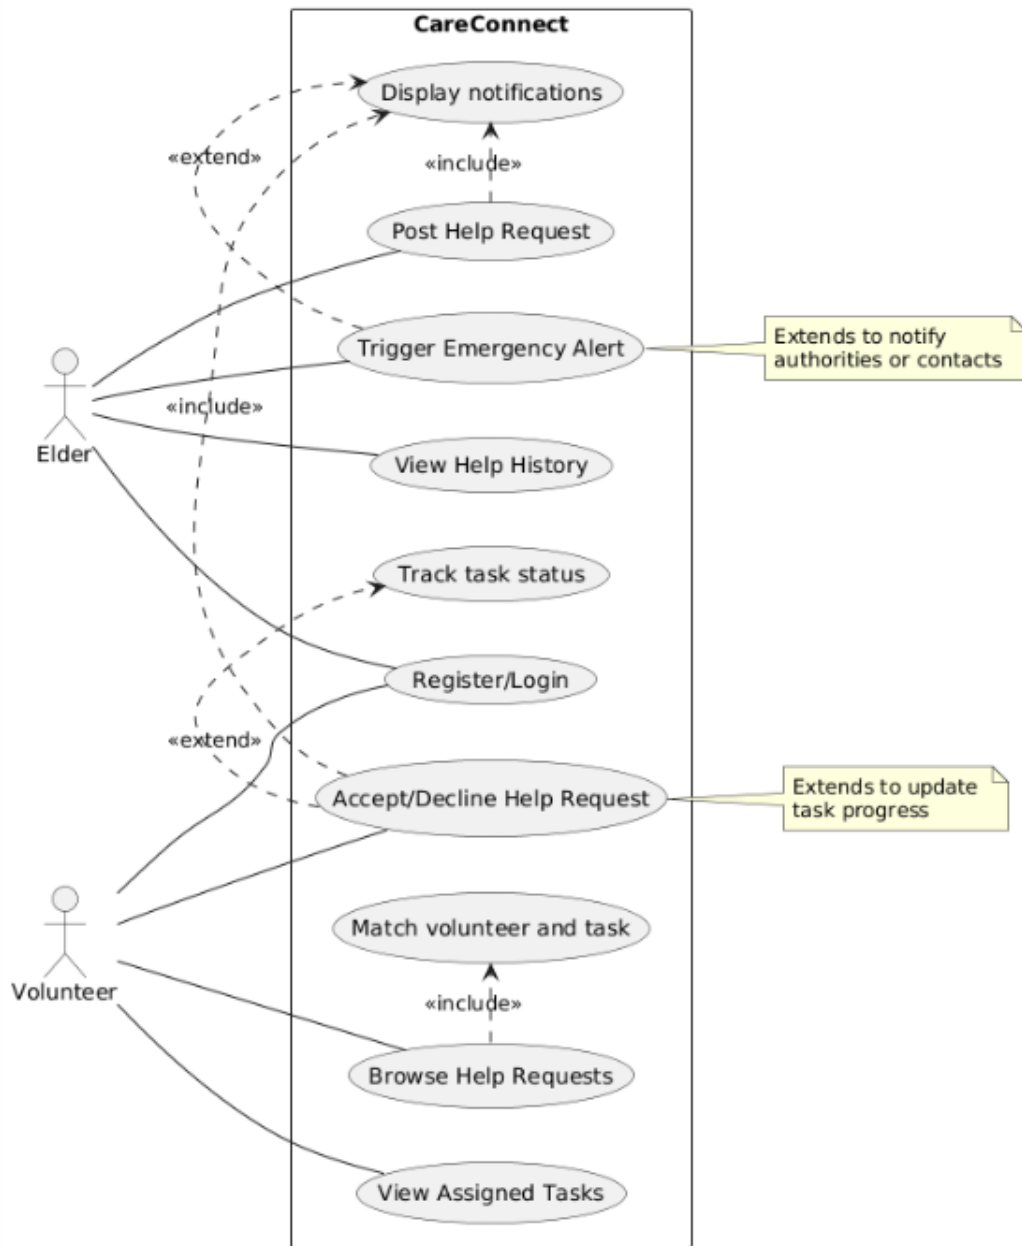 CareConnect
Display notifications
«extend»
«include»
Post Help Request
Trigger Emergency Alert
Extends to notify
authorities or contacts
«include»
Elder
View Help History
Track task status
Register/Login
«extend»
Accept/Decline Help Request
Extends to update
task progress
Match volunteer and task
Volunteer
«include»
Browse Help Requests
View Assigned Tasks